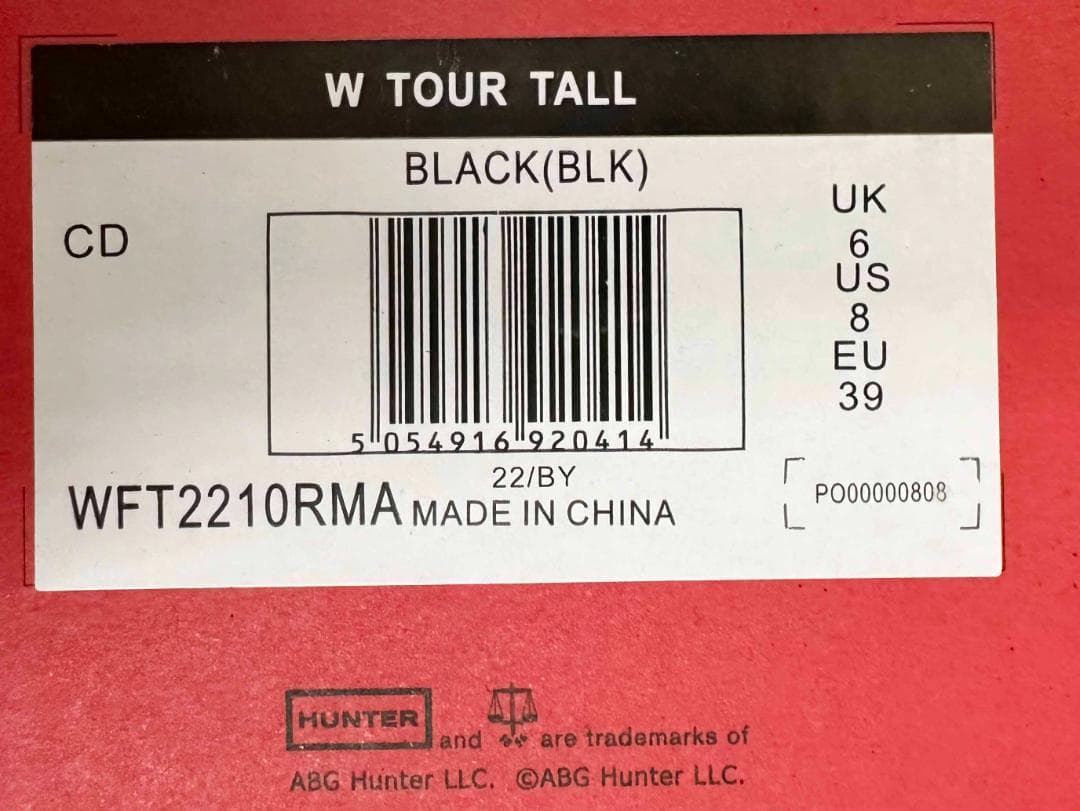 W TOUR TALL
BLACK(BLK)
CD
UK
6
US
8
EU
39
5 054916 920414
22/BY
WFT2210RMA MADE IN CHINA
PO00000808
HUNTER and are trademarks of
ABG Hunter LLC. ©ABG Hunter LLC.